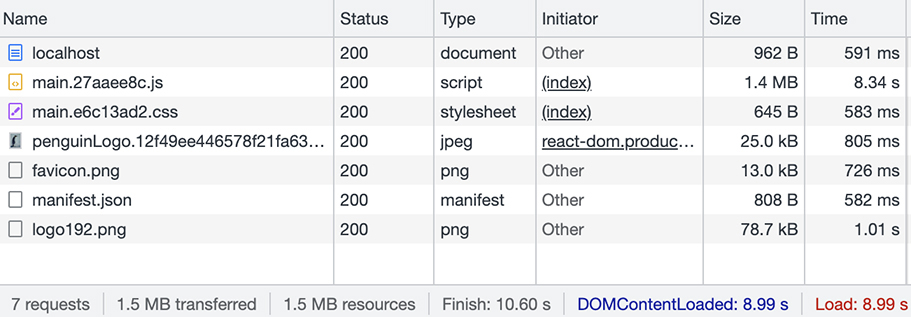 Name Status Type Initiator Size Time
localhost 200 document Other 962 B 591 ms
main.27aaee8c.js 200 script (index) 1.4 MB 8.34 s
main.e6c13ad2.css 200 stylesheet (index) 645 B 583 ms
penguinLogo.12f49ee446578f21fa63... 200 jpeg react-dom.produc... 25.0 kB 805 ms
favicon.png 200 png Other 13.0 kB 726 ms
manifest.json 200 manifest Other 808 B 582 ms
logo192.png 200 png Other 78.7 kB 1.01 s
7 requests 1.5 MB transferred 1.5 MB resources Finish: 10.60 s DOMContentLoaded: 8.99 s Load: 8.99 s